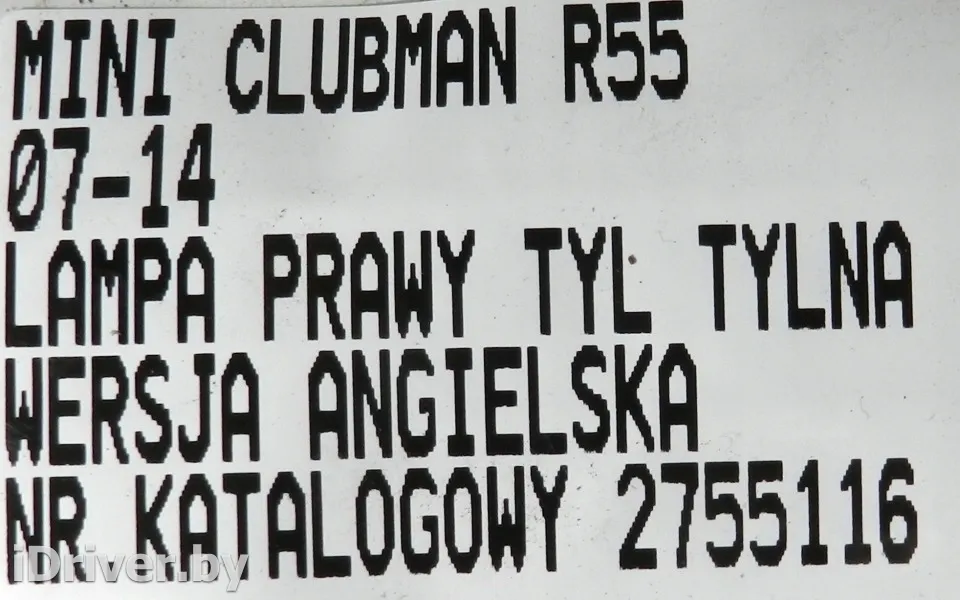 MINI CLUBMAN R55
07-14
LAMPA PRAWY TYL TYLNA
WERSJA ANGIELSKA
NR KATALOGOWY 2755116
iDriver.by